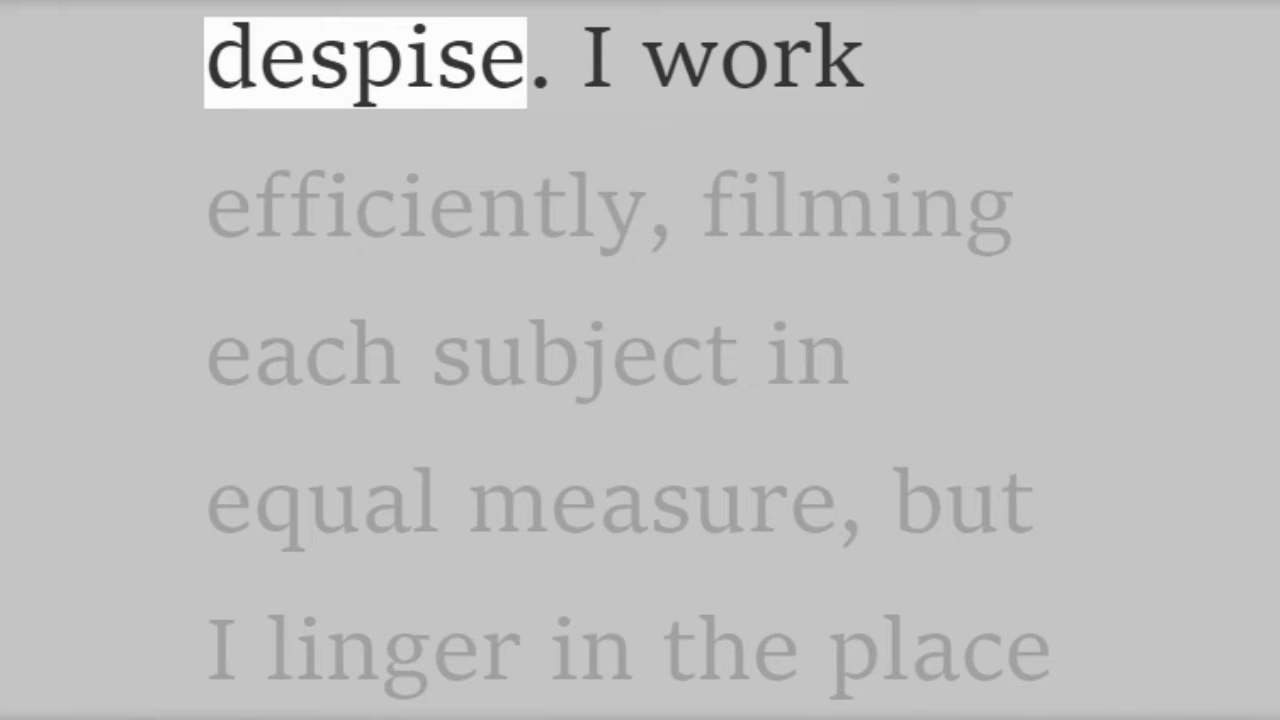 despise. I work
efficiently, filming
each subject in
equal measure, but
I linger in the place